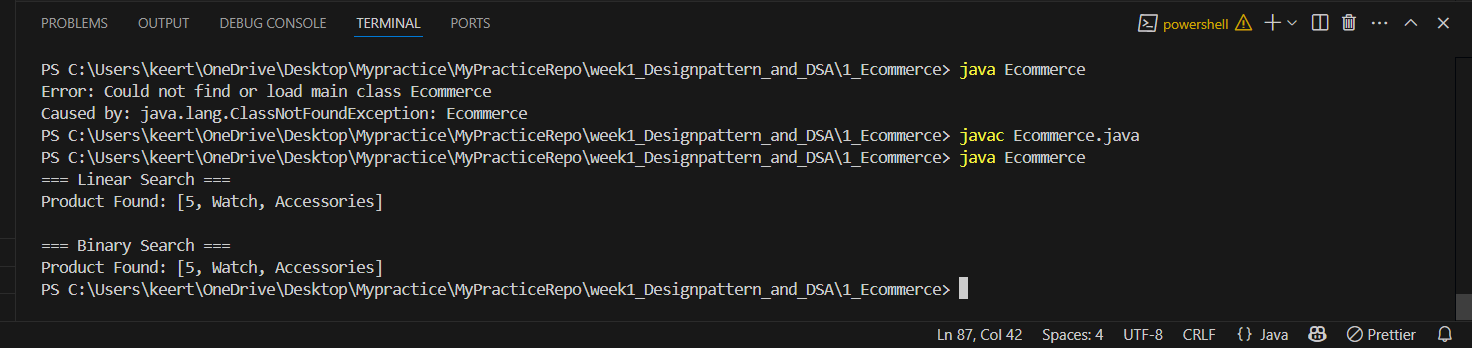 PROBLEMS OUTPUT DEBUG CONSOLE TERMINAL PORTS powershell
PS C:\Users\keert\OneDrive\Desktop\Mypractice\MyPracticeRepo\week1_Designpattern_and_DSA\1_Ecommerce> java Ecommerce
Error: Could not find or load main class Ecommerce
Caused by: java.lang.ClassNotFoundException: Ecommerce
PS C:\Users\keert\OneDrive\Desktop\Mypractice\MyPracticeRepo\week1_Designpattern_and_DSA\1_Ecommerce> javac Ecommerce.java
PS C:\Users\keert\OneDrive\Desktop\Mypractice\MyPracticeRepo\week1_Designpattern_and_DSA\1_Ecommerce> java Ecommerce
=== Linear Search ===
Product Found: [5, Watch, Accessories]
=== Binary Search ===
Product Found: [5, Watch, Accessories]
PS C:\Users\keert\OneDrive\Desktop\Mypractice\MyPracticeRepo\week1_Designpattern_and_DSA\1_Ecommerce>
Ln 87, Col 42 Spaces: 4 UTF-8 CRLF {} Java Prettier